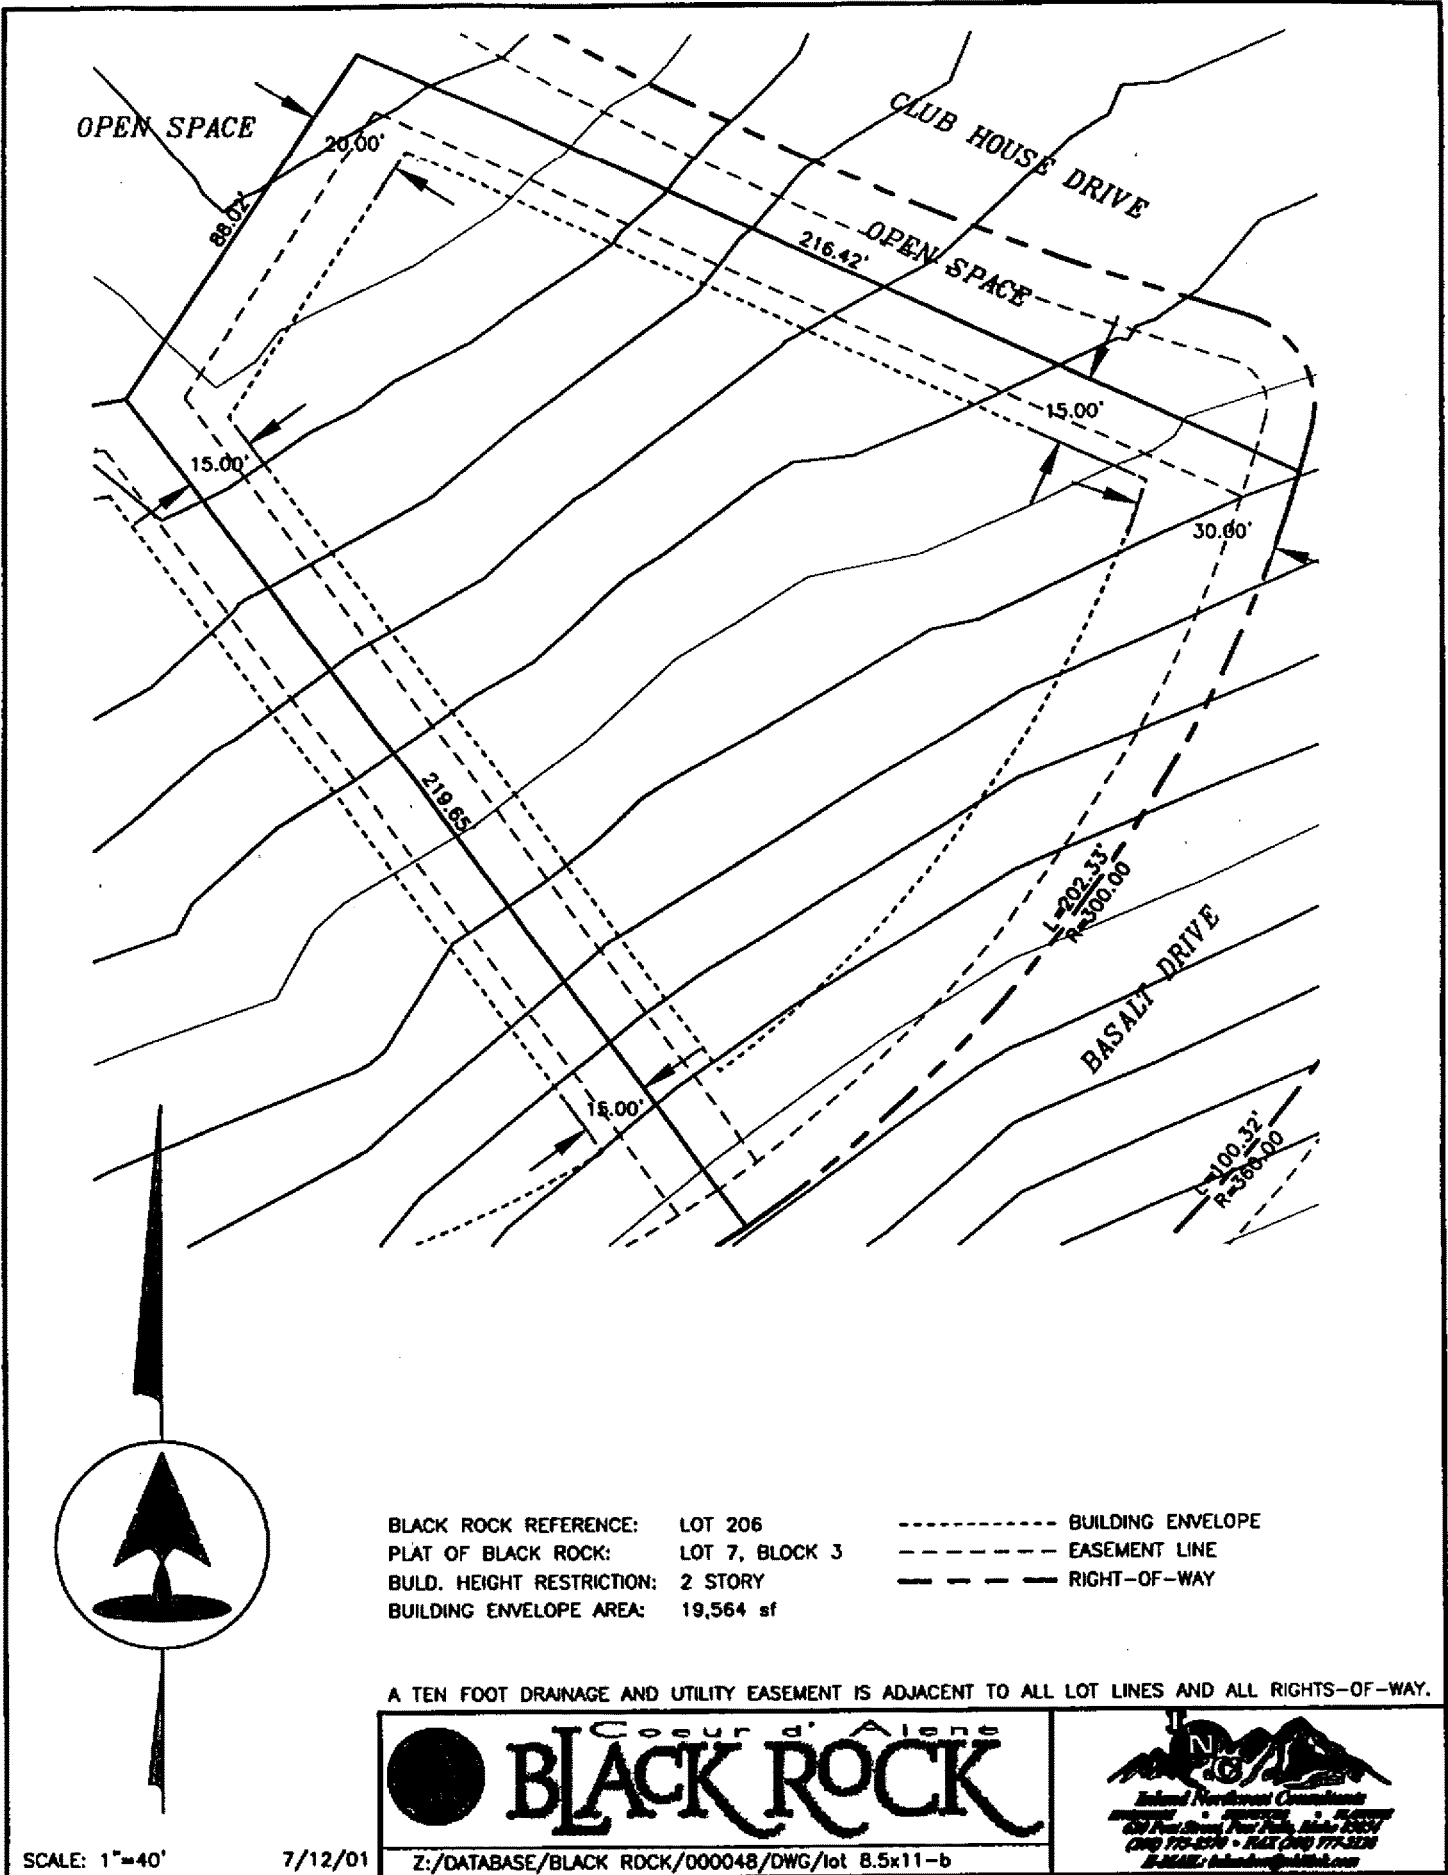 OPEN SPACE
CLUB HOUSE DRIVE
20.00'
88.02'
216.42'
OPEN SPACE
15.00'
15.00'
30.00'
219.65'
L=202.33'
R=300.00
BASALT DRIVE
15.00'
L=100.32'
R=360.00
BLACK ROCK REFERENCE: LOT 206
PLAT OF BLACK ROCK: LOT 7, BLOCK 3
BULD. HEIGHT RESTRICTION: 2 STORY
BUILDING ENVELOPE AREA: 19,564 sf
BUILDING ENVELOPE
EASEMENT LINE
RIGHT-OF-WAY
A TEN FOOT DRAINAGE AND UTILITY EASEMENT IS ADJACENT TO ALL LOT LINES AND ALL RIGHTS-OF-WAY.
Coeur d' Alene
BLACK ROCK
INC
Inland Northwest Consultants
SCALE: 1"=40'
7/12/01
Z:/DATABASE/BLACK ROCK/000048/DWG/lot 8.5x11-b